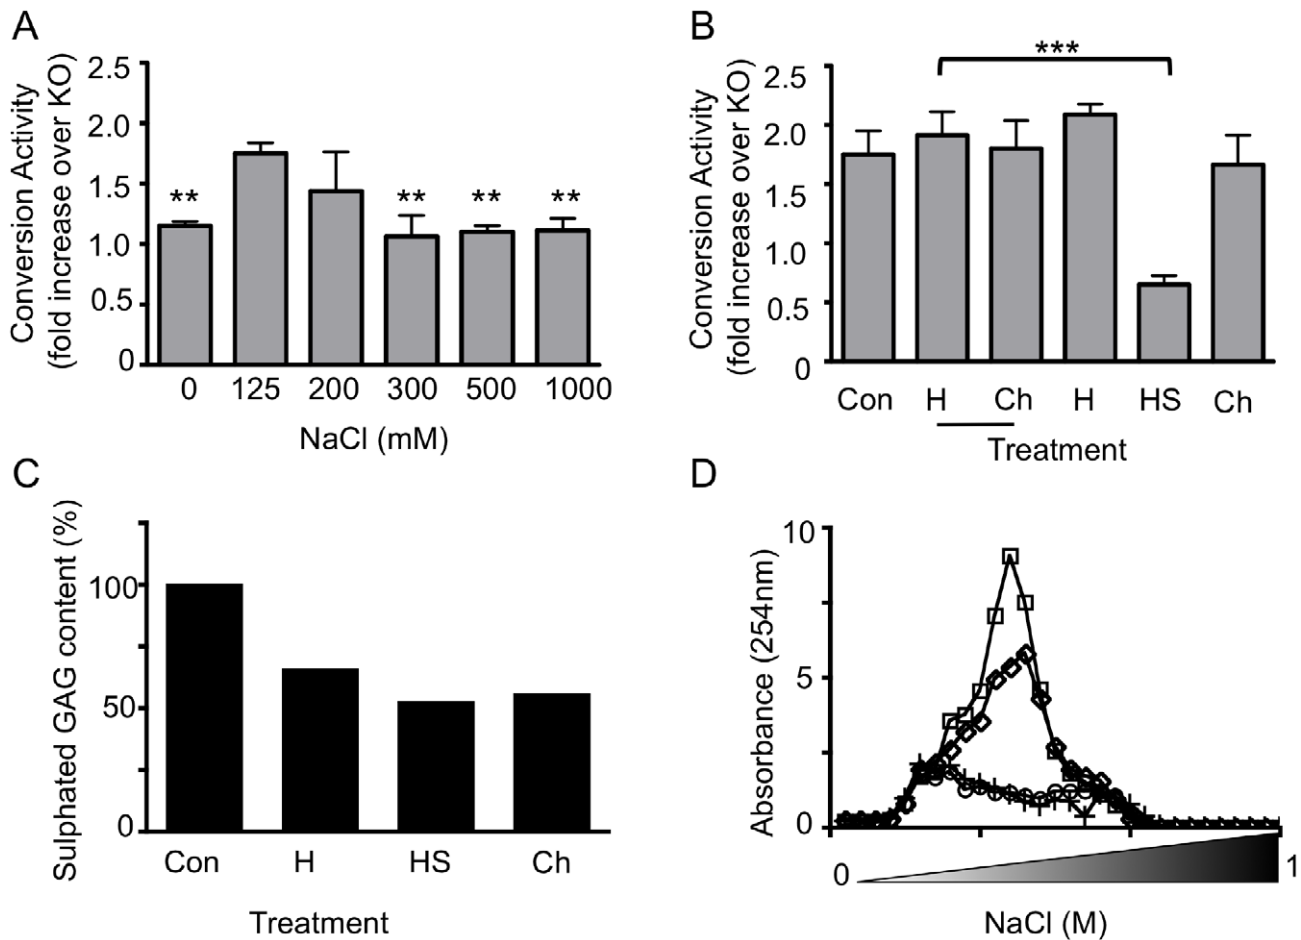 A
Conversion Activity
(fold increase over KO)
2.5
2.0
1.5
1.0
0.5
0
** ** ** **
0 125 200 300 500 1000
NaCl (mM)
B
Conversion Activity
(fold increase over KO)
2.5
2.0
1.5
1.0
0.5
0
***
Con H Ch H HS Ch
Treatment
C
Sulphated GAG content (%)
100
50
0
Con H HS Ch
Treatment
D
Absorbance (254nm)
10
5
0
0 1
NaCl (M)